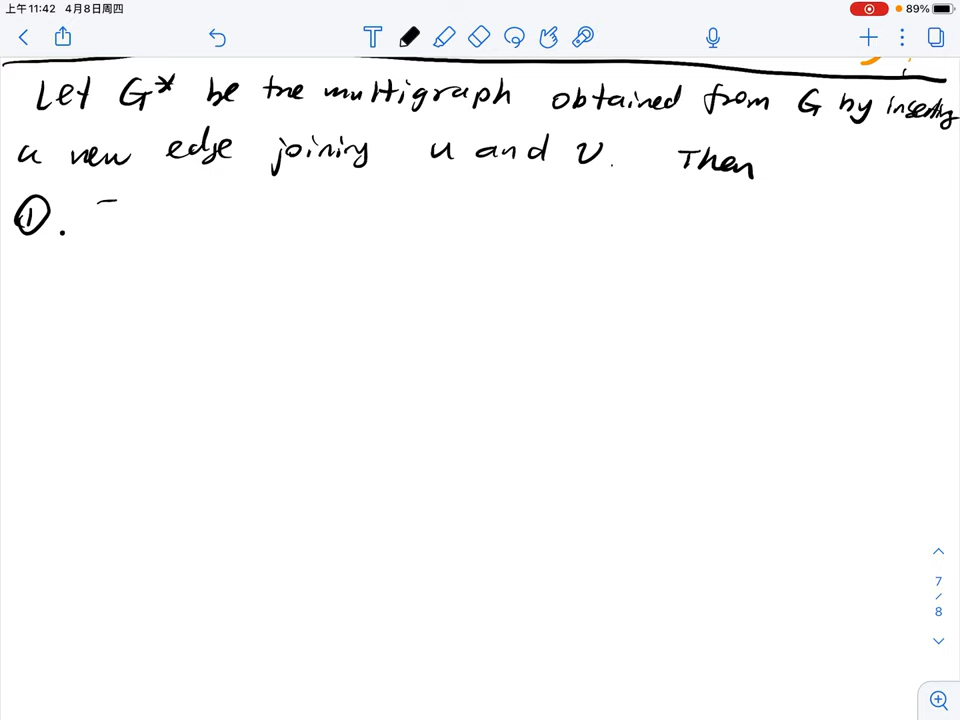 上午11:42 4月8日周四
89%
Let G* be the multigraph obtained from G by inserting
a new edge joining u and v. Then
①.
7
/
8